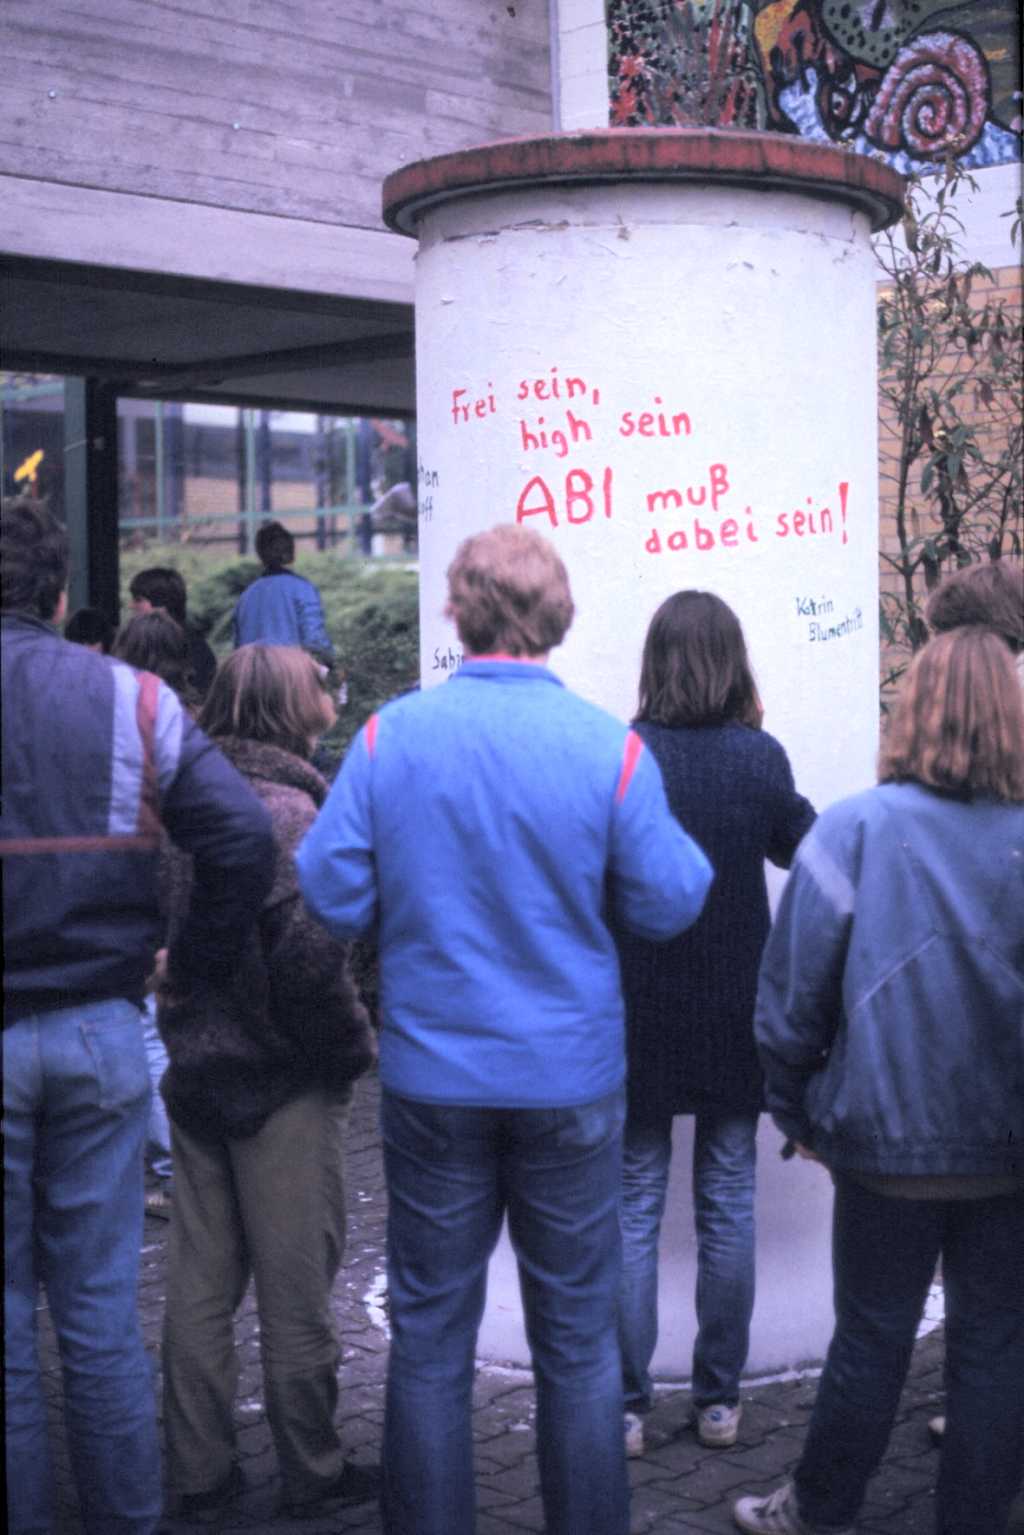 Frei sein,
high sein
ABI muß
dabei sein!
Katrin
Blumentritt